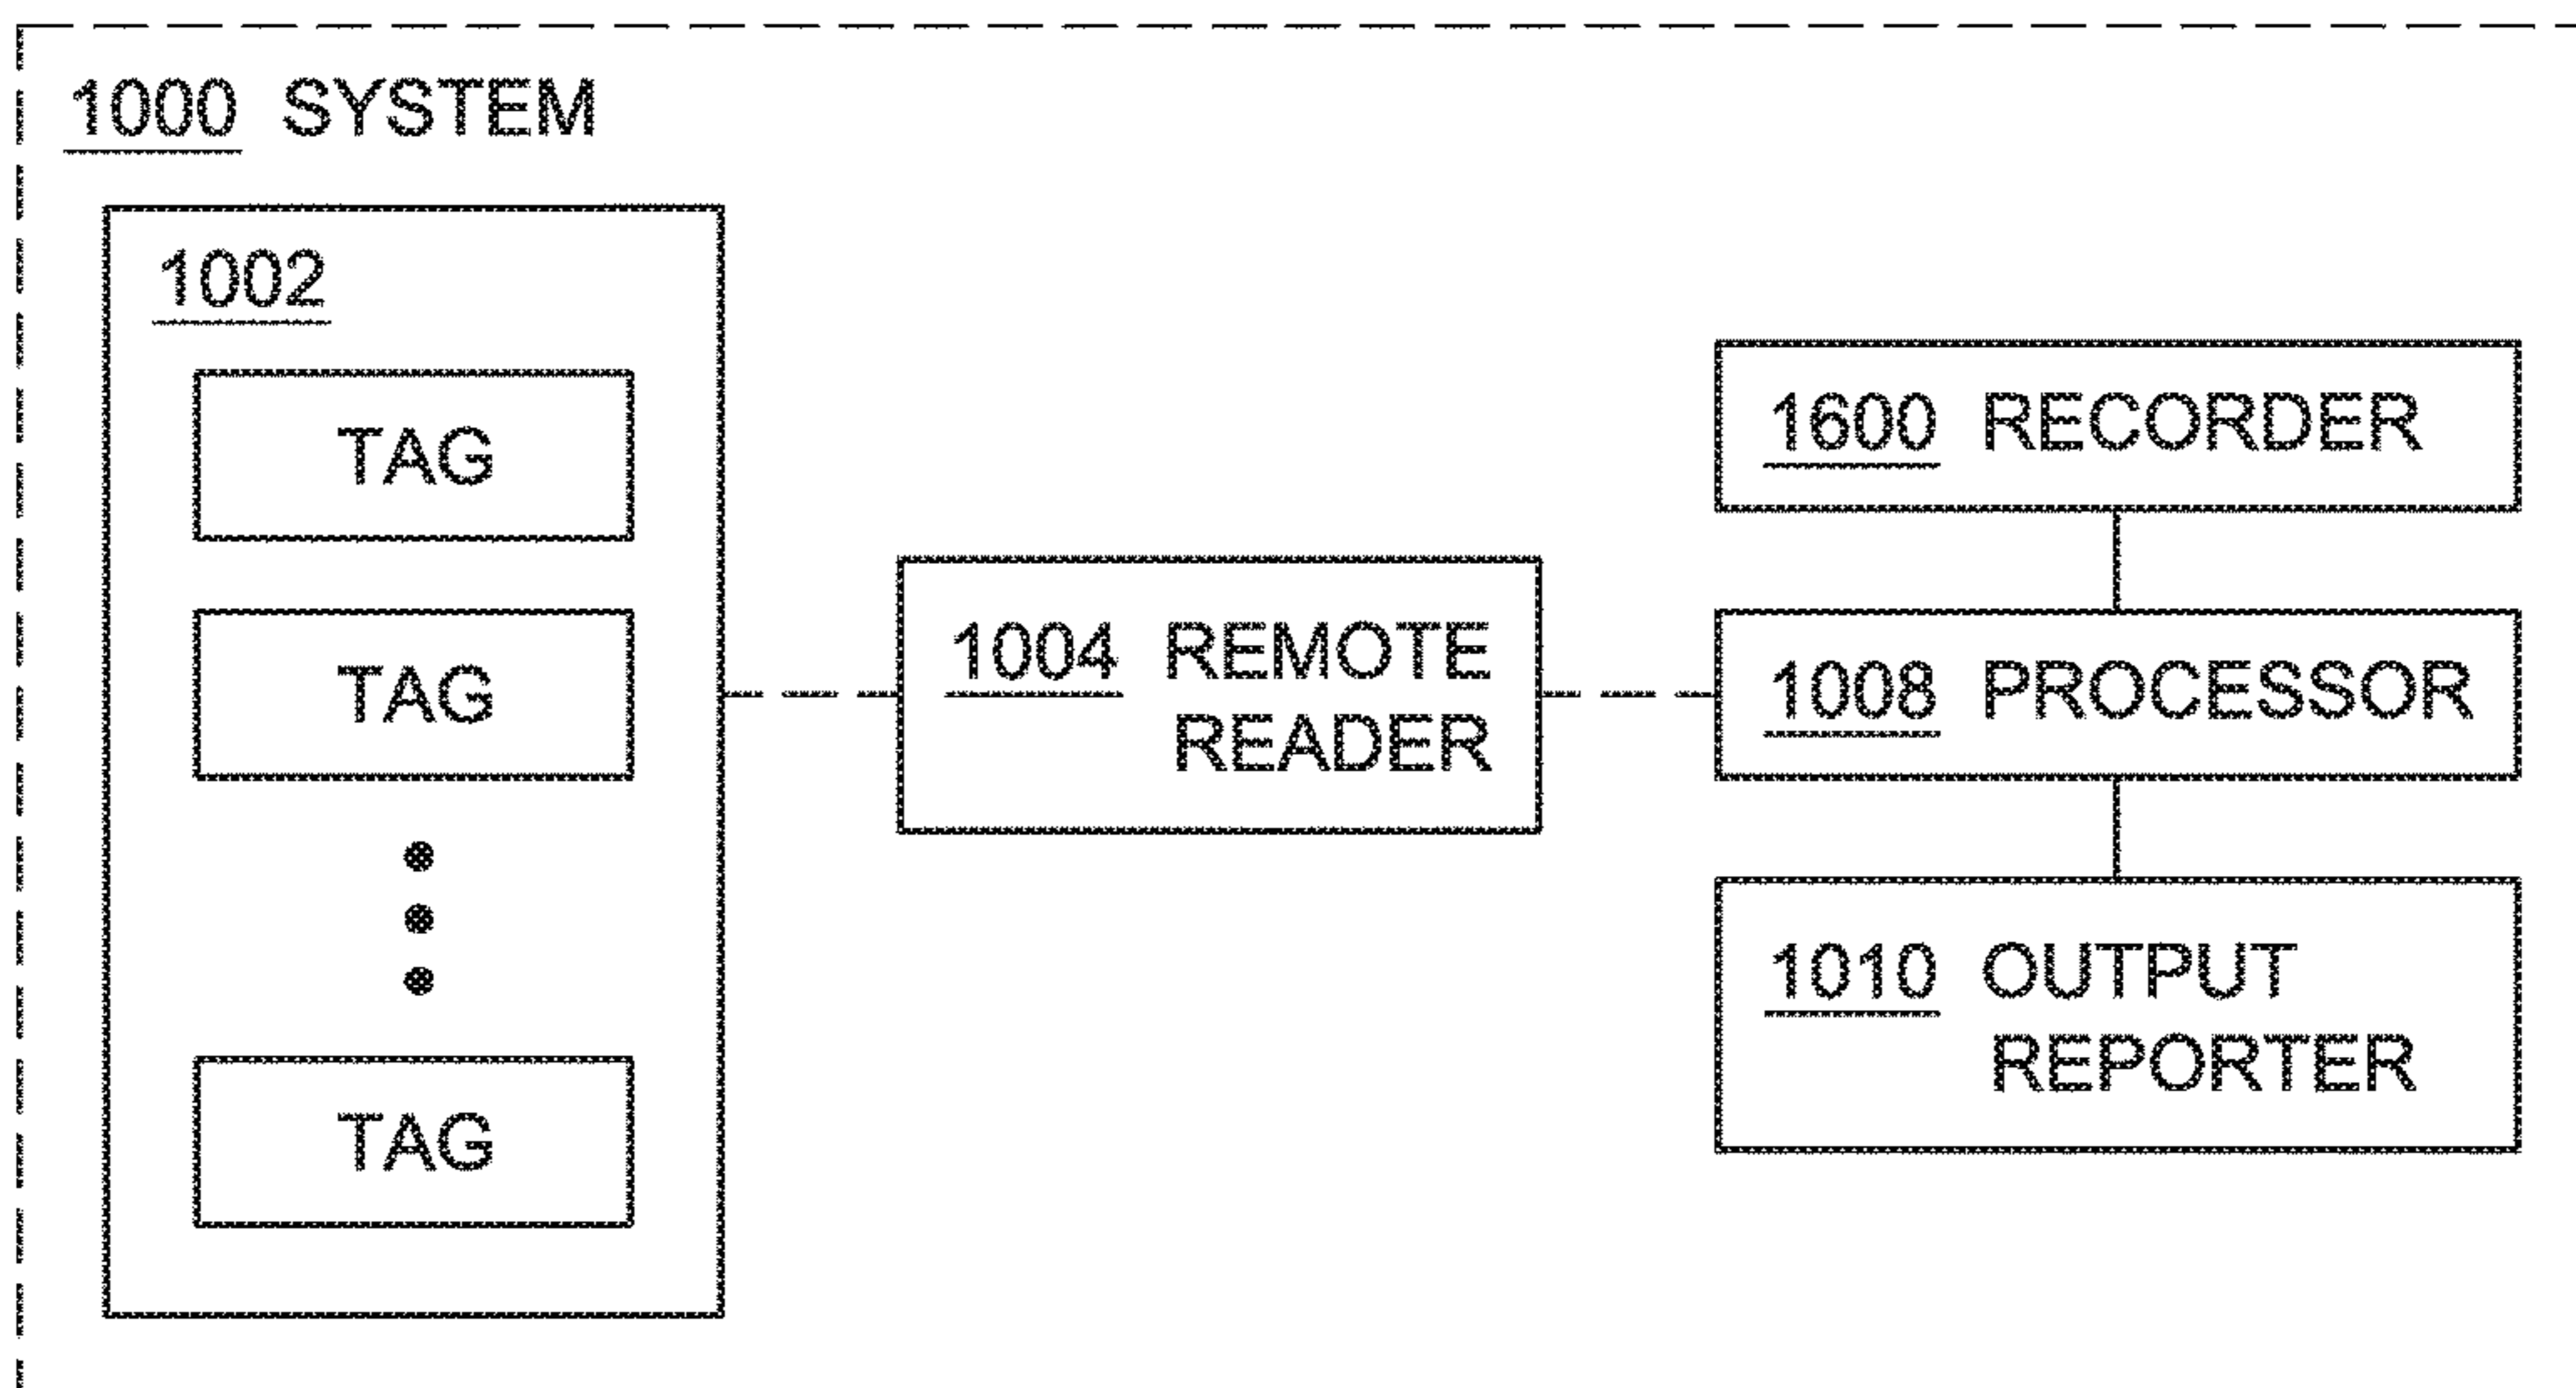 1000 SYSTEM
1002
TAG
TAG
TAG
1004 REMOTE
READER
1600 RECORDER
1008 PROCESSOR
1010 OUTPUT
REPORTER